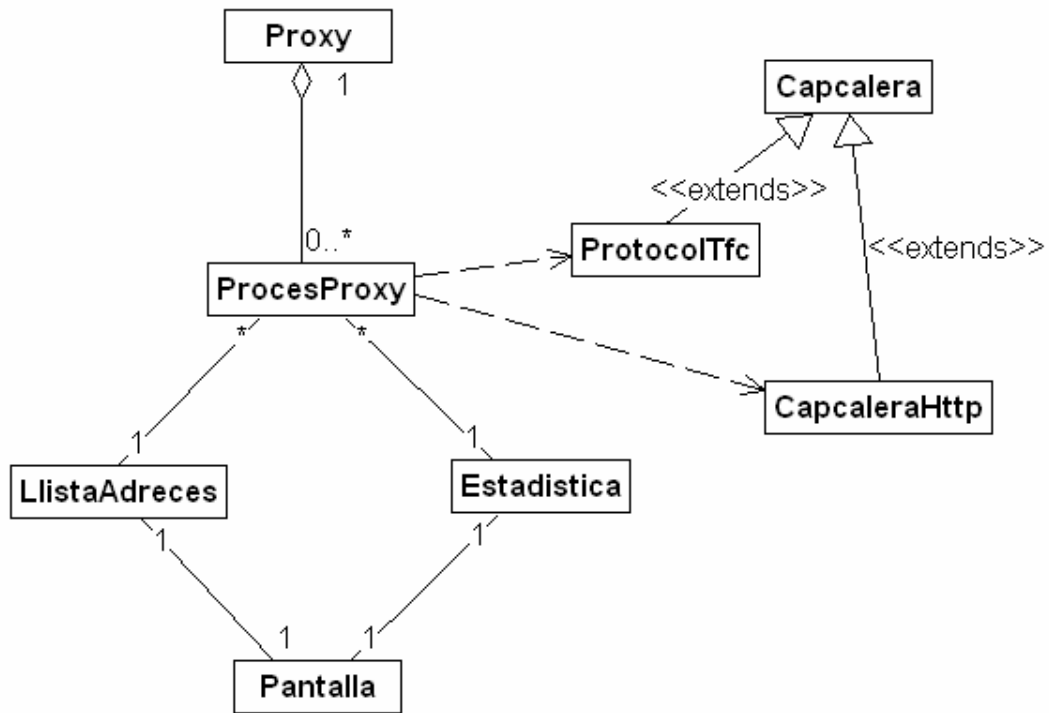 Proxy
1
Capcalera
<<extends>>
0..*
ProtocolTfc
<<extends>>
ProcesProxy
* *
CapcaleraHttp
1 1
LlistaAdreces
Estadistica
1 1
1 1
Pantalla